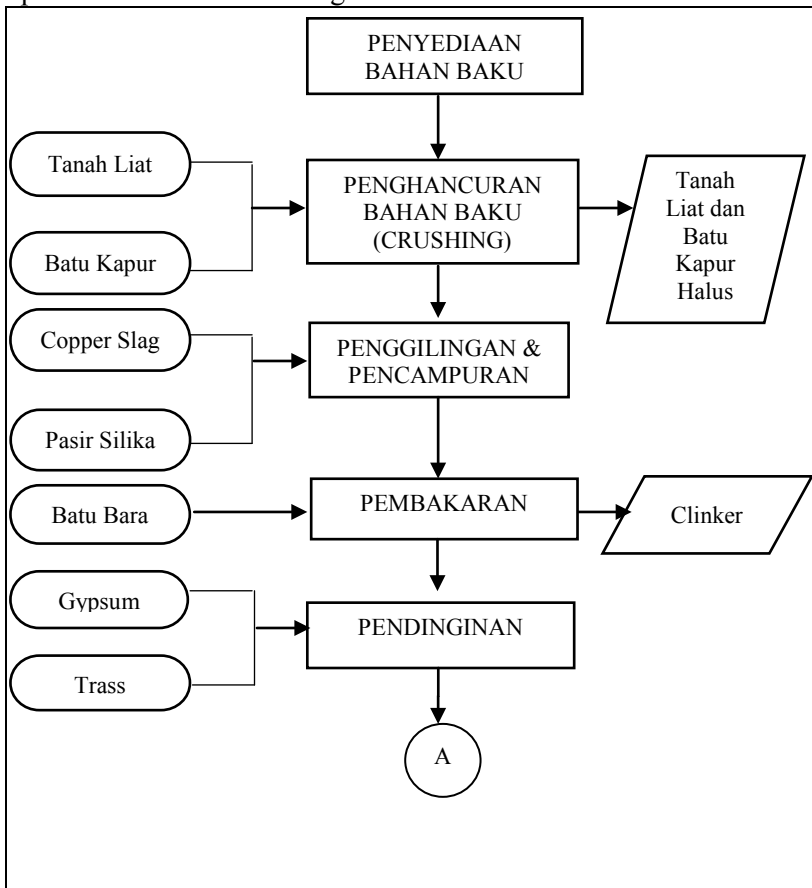 PENYEDIAAN
BAHAN BAKU
Tanah Liat
Batu Kapur
PENGHANCURAN
BAHAN BAKU
(CRUSHING)
Tanah
Liat dan
Batu
Kapur
Halus
Copper Slag
Pasir Silika
PENGGILINGAN &
PENCAMPURAN
Batu Bara
PEMBAKARAN
Clinker
Gypsum
Trass
PENDINGINAN
A